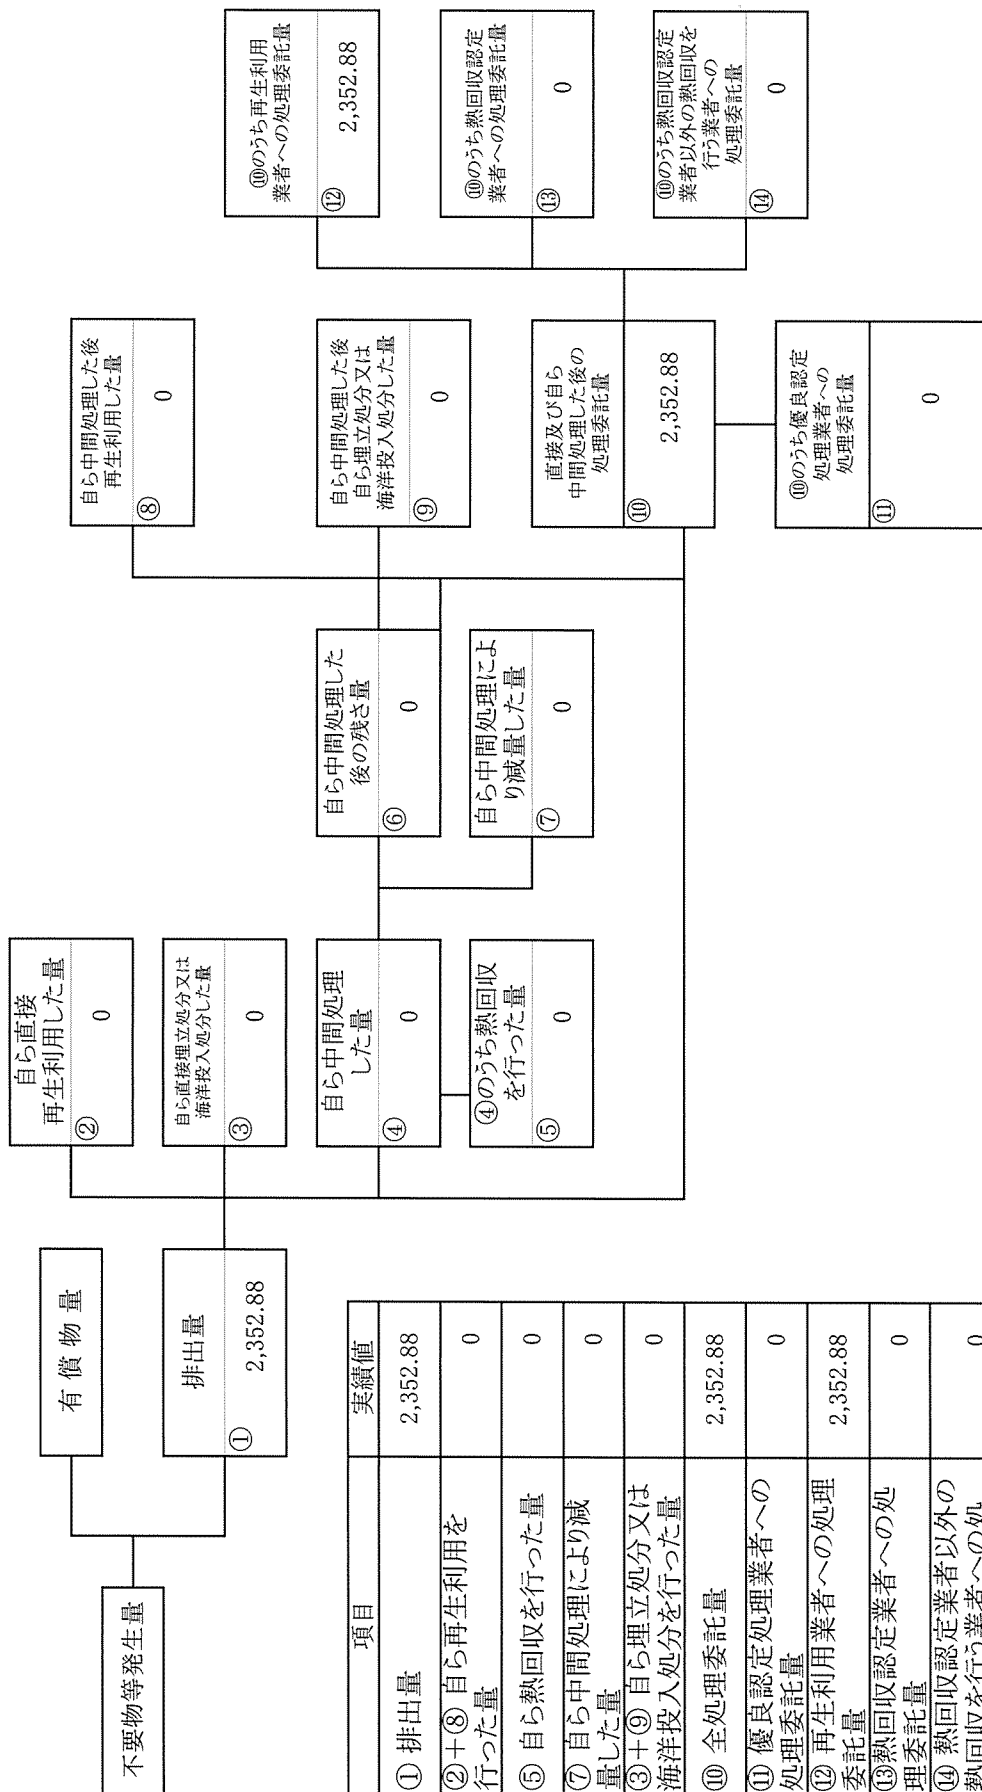 不要物等発生量
有償物量
排出量
①
2,352.88
自ら直接
再生利用した量
②
0
自ら直接埋立処分又は
海洋投入処分した量
③
0
自ら中間処理
した量
④
0
④のうち熱回収
を行った量
⑤
0
自ら中間処理した
後の残さ量
⑥
0
自ら中間処理によ
り減量した量
⑦
0
自ら中間処理した後
再生利用した量
⑧
0
自ら中間処理した後
自ら埋立処分又は
海洋投入処分した量
⑨
0
直接及び自ら
中間処理した後の
処理委託量
⑩
2,352.88
⑩のうち優良認定
処理業者への
処理委託量
⑪
0
⑩のうち再生利用
業者への処理委託量
⑫
2,352.88
⑩のうち熱回収認定
業者への処理委託量
⑬
0
⑩のうち熱回収認定
業者以外の熱回収を
行う業者への
処理委託量
⑭
0
項目 実績値
①排出量 2,352.88
②+⑧ 自ら再生利用を
行った量 0
⑤ 自ら熱回収を行った量 0
⑦ 自ら中間処理により減
量した量 0
③+⑨ 自ら埋立処分又は
海洋投入処分を行った量 0
⑩ 全処理委託量 2,352.88
⑪ 優良認定処理業者への
処理委託量 0
⑫ 再生利用業者への処理
委託量 2,352.88
⑬熱回収認定業者への処
理委託量 0
⑭ 熱回収認定業者以外の
熱回収を行う業者への処 0